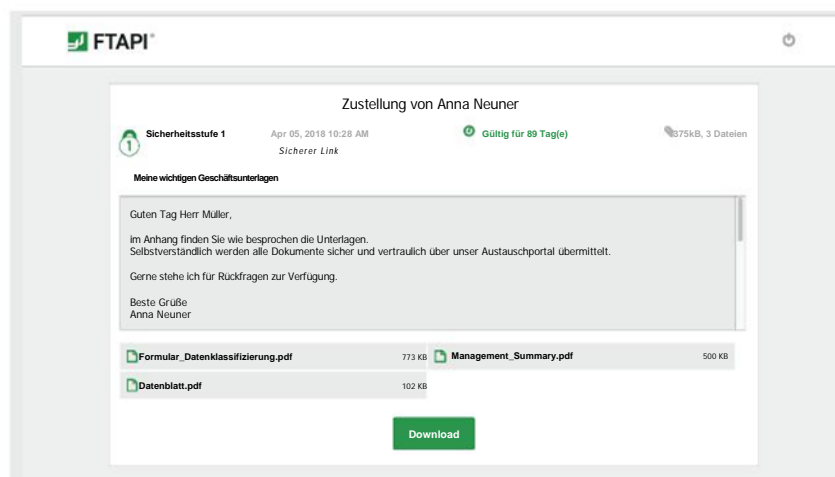 FTAPI®
Zustellung von Anna Neuner
Sicherheitsstufe 1 Apr 05, 2018 10:28 AM Gültig für 89 Tag(e) 375kB, 3 Dateien
1 Sicherer Link
Meine wichtigen Geschäftsunterlagen
Guten Tag Herr Müller,
im Anhang finden Sie wie besprochen die Unterlagen.
Selbstverständlich werden alle Dokumente sicher und vertraulich über unser Austauschportal übermittelt.
Gerne stehe ich für Rückfragen zur Verfügung.
Beste Grüße
Anna Neuner
Formular_Datenklassifizierung.pdf 773 KB Management_Summary.pdf 500 KB
Datenblatt.pdf 102 KB
Download